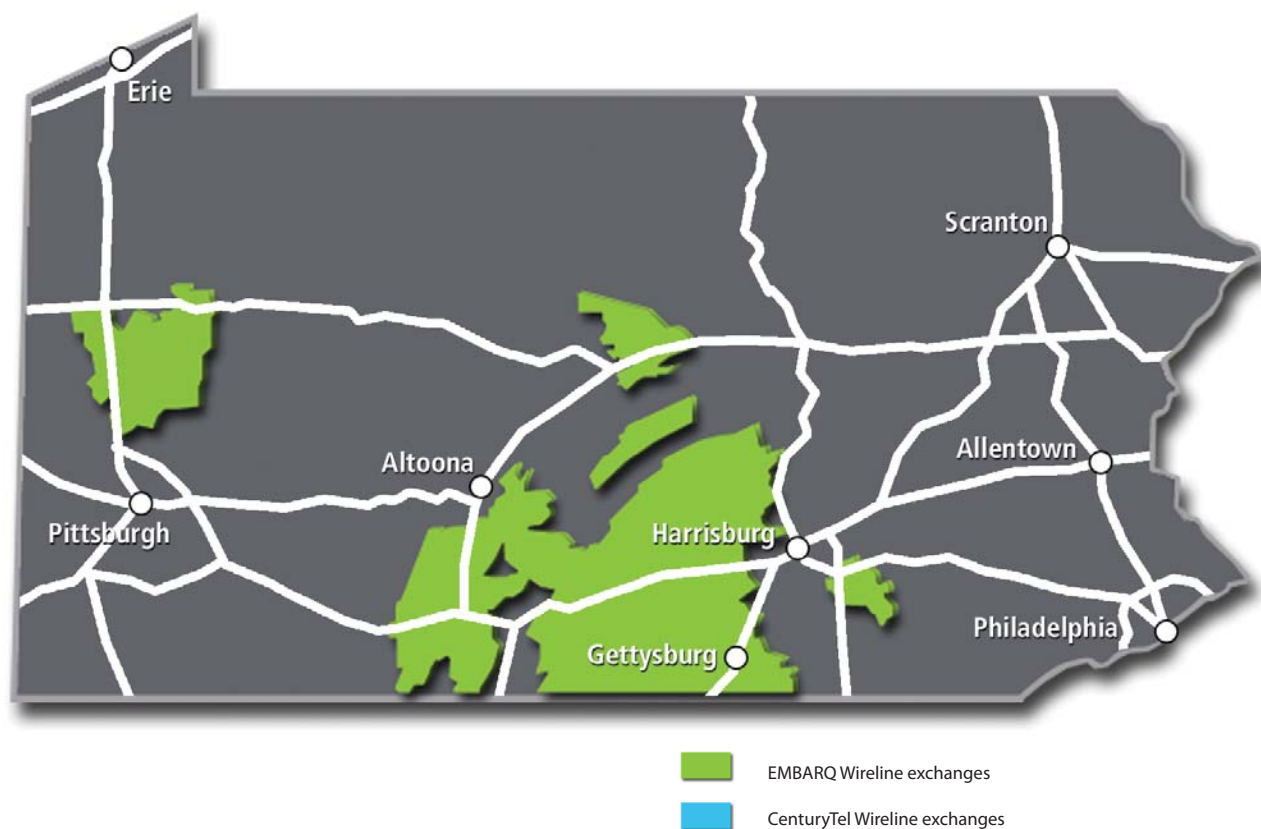 Erie
Scranton
Altoona
Allentown
Pittsburgh
Harrisburg
Philadelphia
Gettysburg
EMBARQ Wireline exchanges
CenturyTel Wireline exchanges